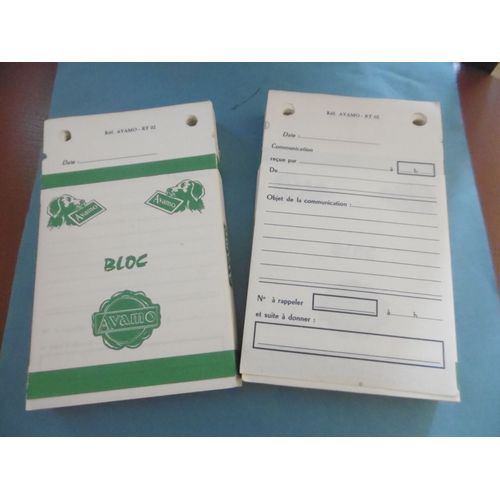 Réf. AVAMO - RT 02
Date :
Avamo
Avamo
BLOC
Avamo
Réf. AVAMO - RT 02
Date :
Communication
reçue par
De à h.
Objet de la communication :
N° à rappeler à h.
et suite à donner :